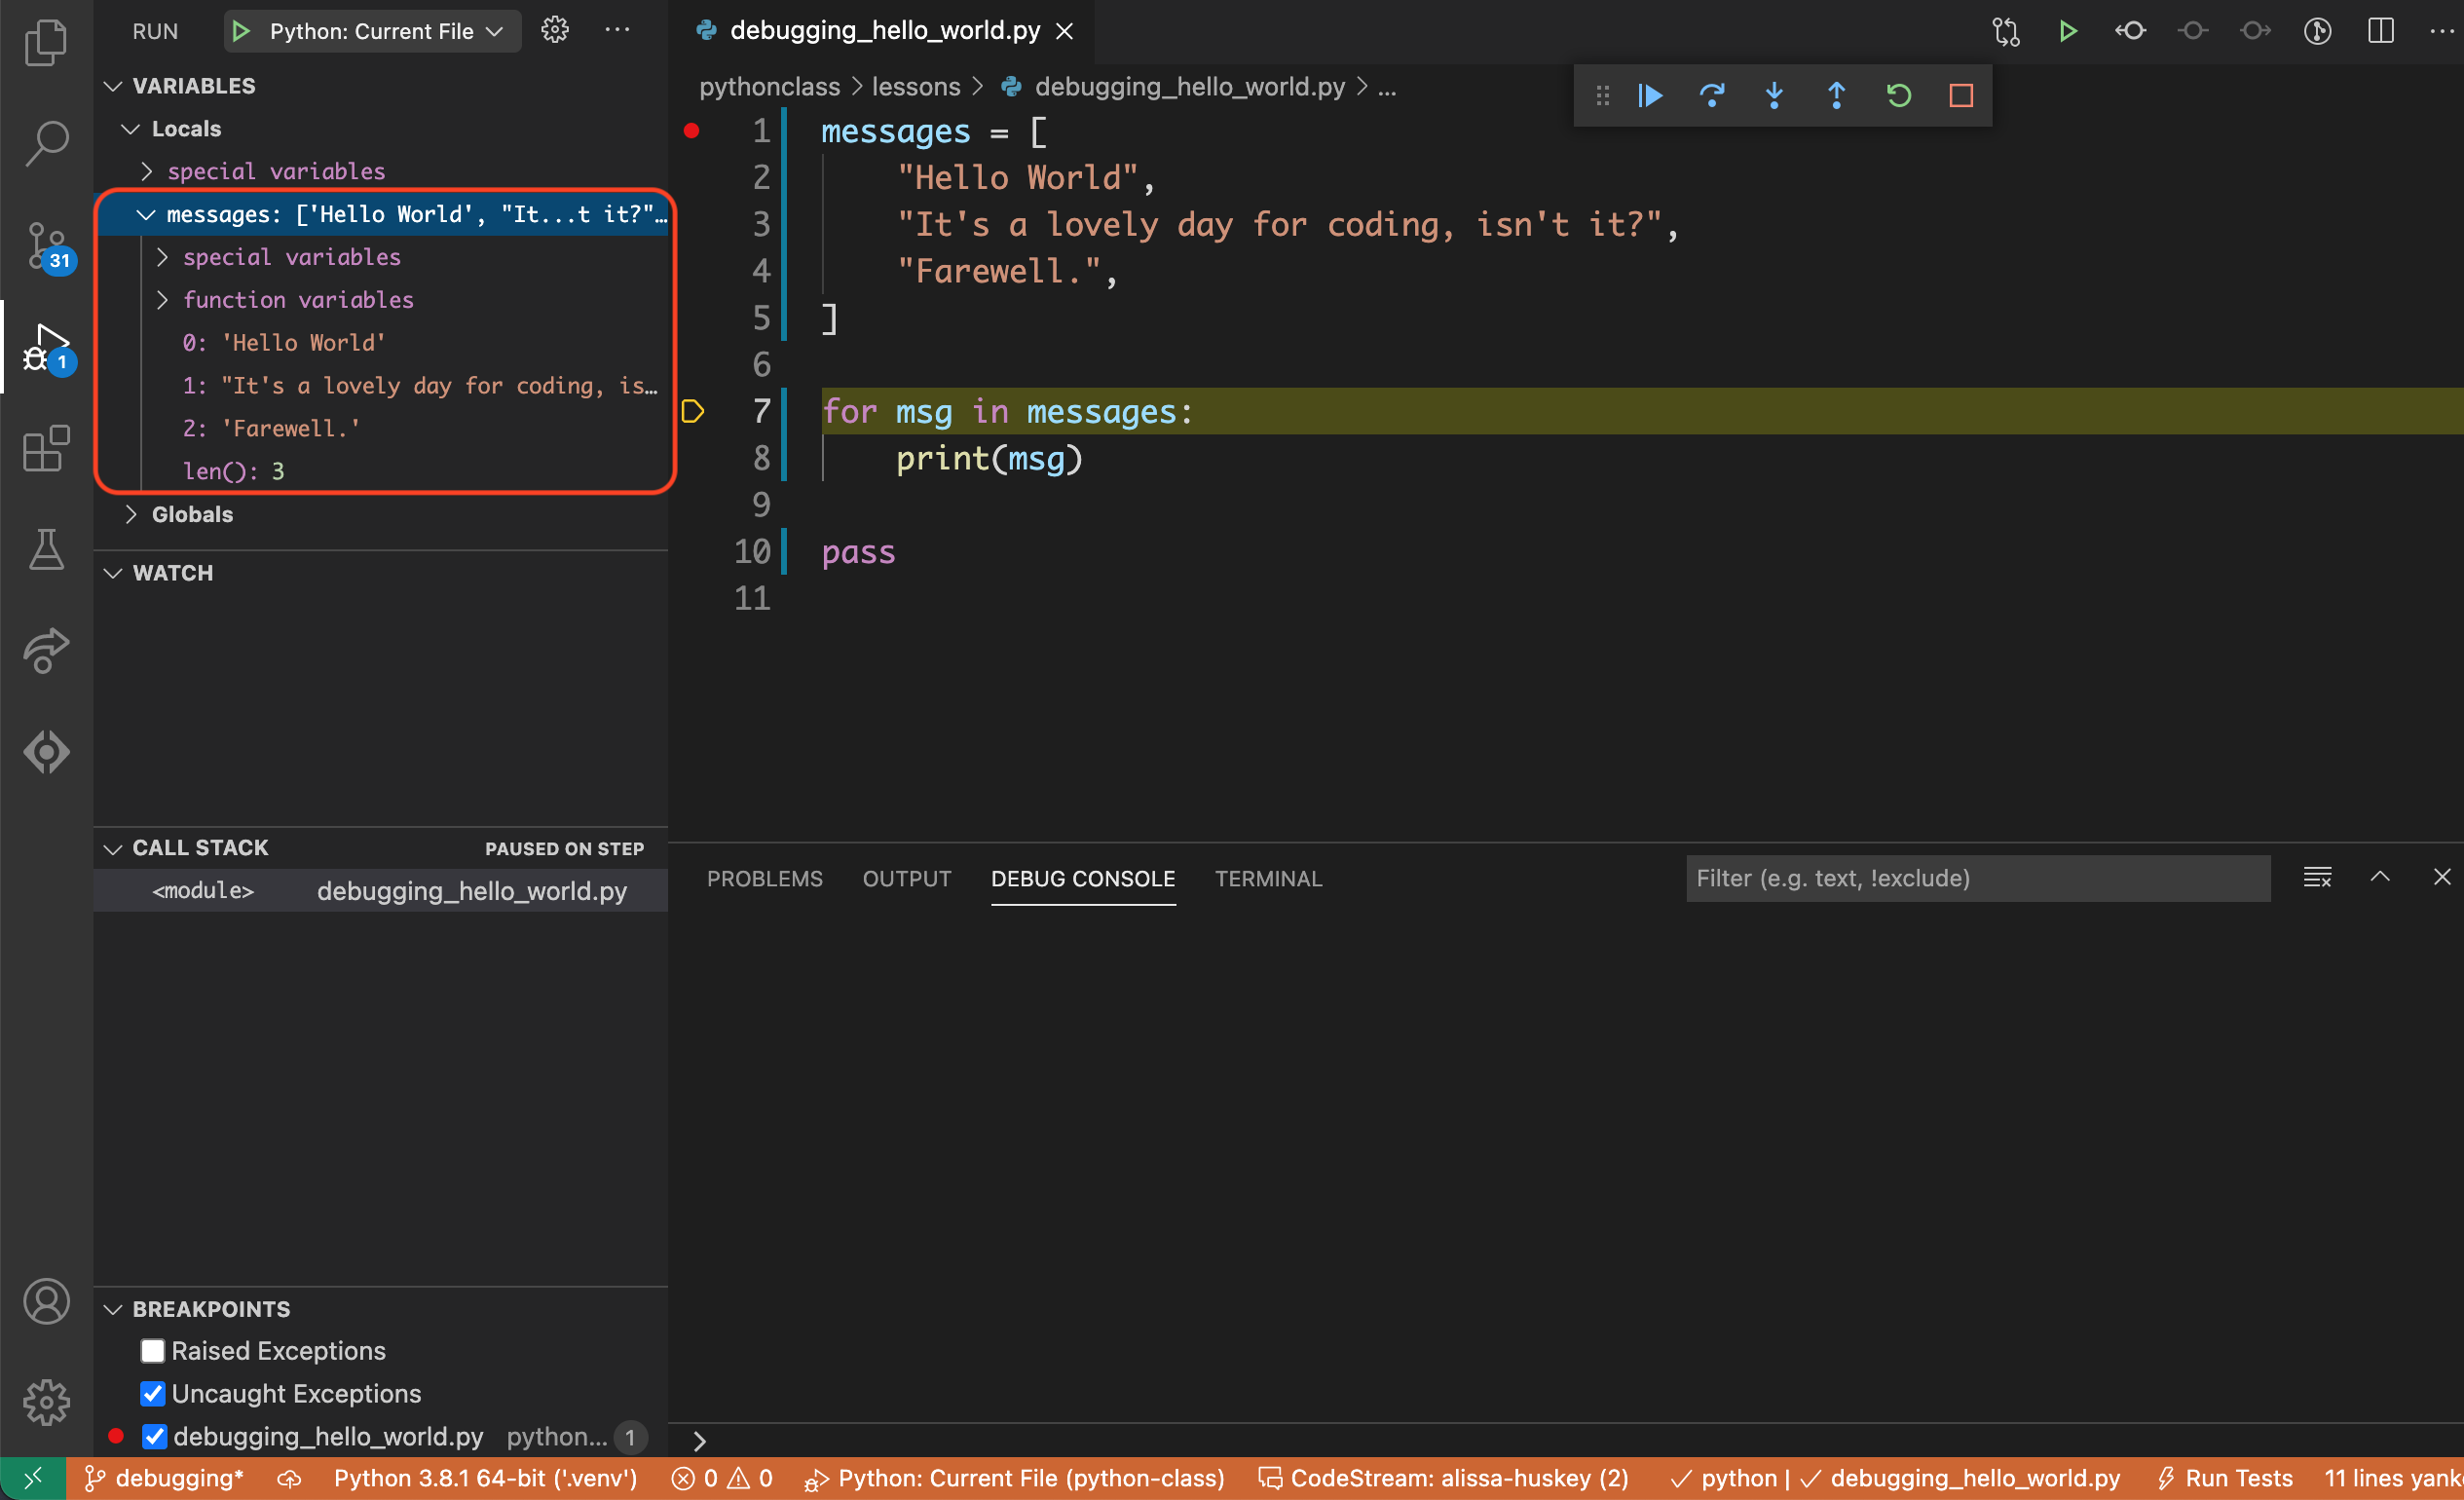 RUN Python: Current File
VARIABLES
Locals
special variables
messages: ['Hello World', "It...t it?"…
special variables
function variables
0: 'Hello World'
1: "It's a lovely day for coding, is…
2: 'Farewell.'
len(): 3
Globals
WATCH
CALL STACK PAUSED ON STEP
<module> debugging_hello_world.py
BREAKPOINTS
Raised Exceptions
Uncaught Exceptions
debugging_hello_world.py python... 1
31
1
debugging_hello_world.py
pythonclass > lessons > debugging_hello_world.py > ...
1 messages = [
2 "Hello World",
3 "It's a lovely day for coding, isn't it?",
4 "Farewell.",
5 ]
6
7 for msg in messages:
8 print(msg)
9
10 pass
11
PROBLEMS OUTPUT DEBUG CONSOLE TERMINAL Filter (e.g. text, !exclude)
debugging* Python 3.8.1 64-bit ('.venv') 0 0 Python: Current File (python-class) CodeStream: alissa-huskey (2) python | debugging_hello_world.py Run Tests 11 lines yank